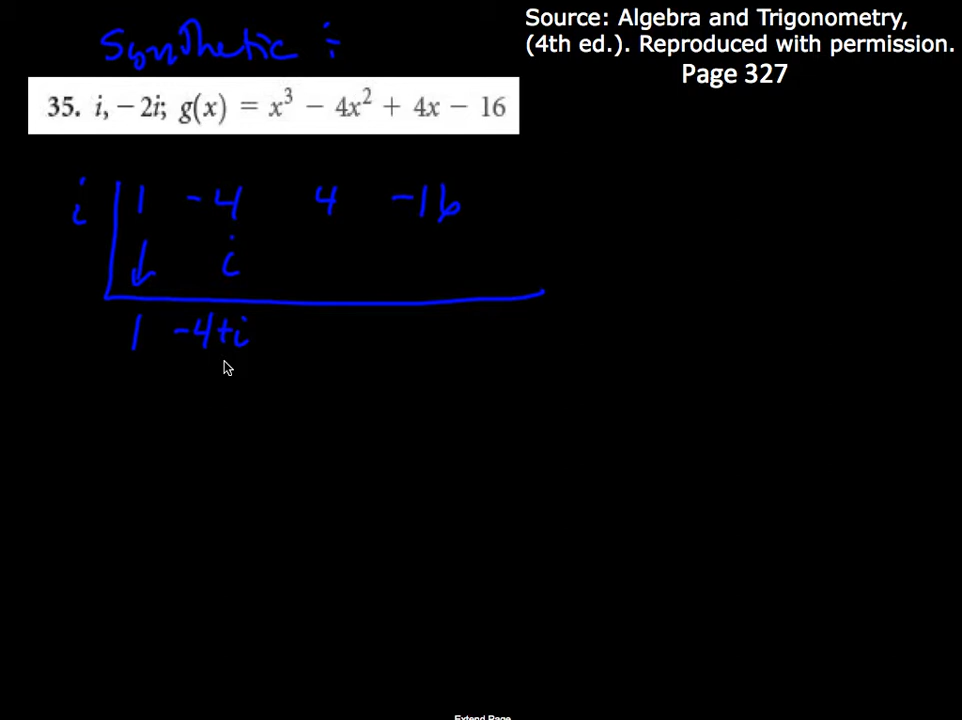 Source: Algebra and Trigonometry,
(4th ed.). Reproduced with permission.
Page 327
Synthetic ÷
35. i, − 2i; g(x) = x³ − 4x² + 4x − 16
i 1 -4 4 -16
↓ i
1 -4+i